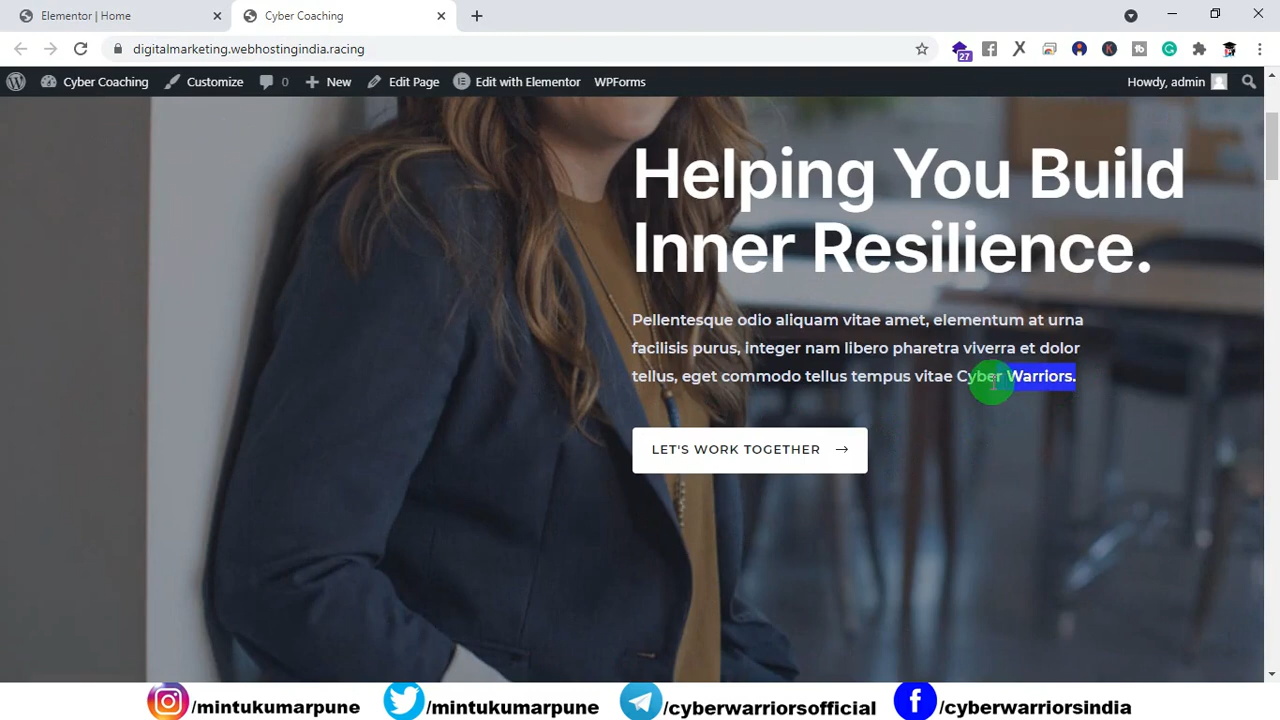 Elementor | Home
Cyber Coaching
digitalmarketing.webhostingindia.racing
27
Cyber Coaching
Customize
0
New
Edit Page
Edit with Elementor
WPForms
Howdy, admin
Helping You Build
Inner Resilience.
Pellentesque odio aliquam vitae amet, elementum at urna
facilisis purus, integer nam libero pharetra viverra et dolor
tellus, eget commodo tellus tempus vitae Cyber Warriors.
LET'S WORK TOGETHER
/mintukumarpune
/mintukumarpune
/cyberwarriorsofficial
/cyberwarriorsindia